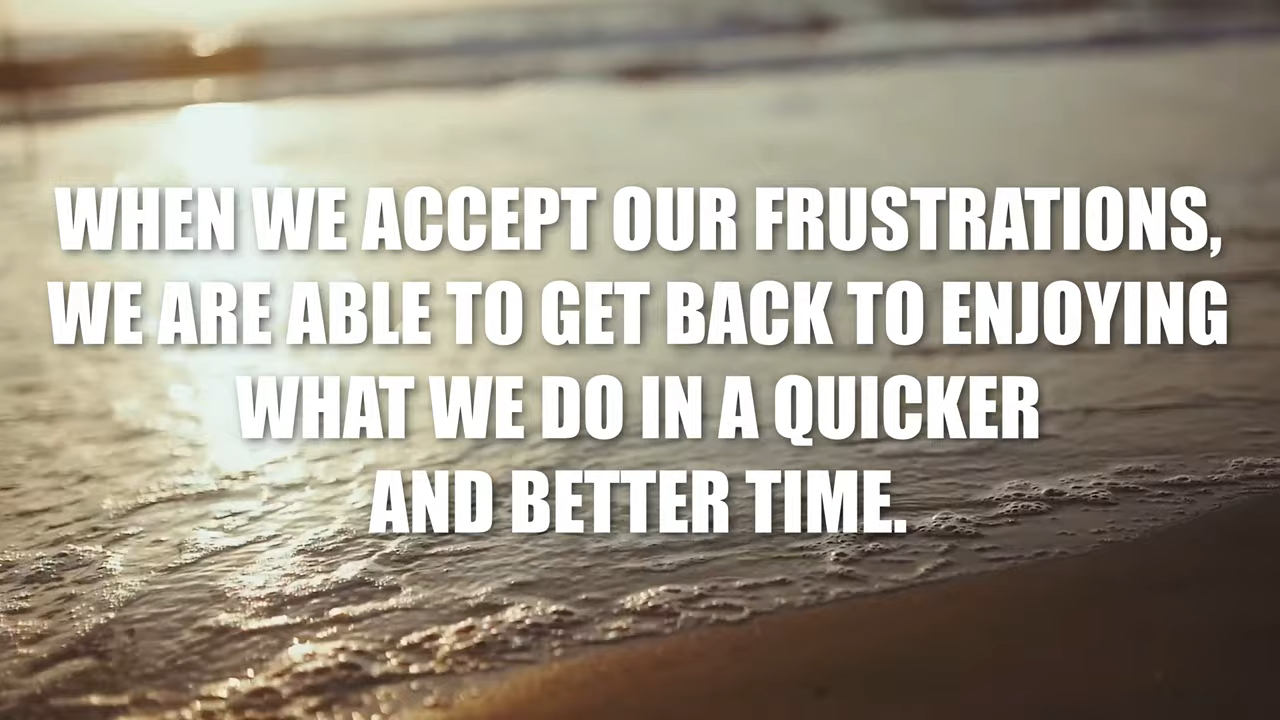 WHEN WE ACCEPT OUR FRUSTRATIONS,
WE ARE ABLE TO GET BACK TO ENJOYING
WHAT WE DO IN A QUICKER
AND BETTER TIME.